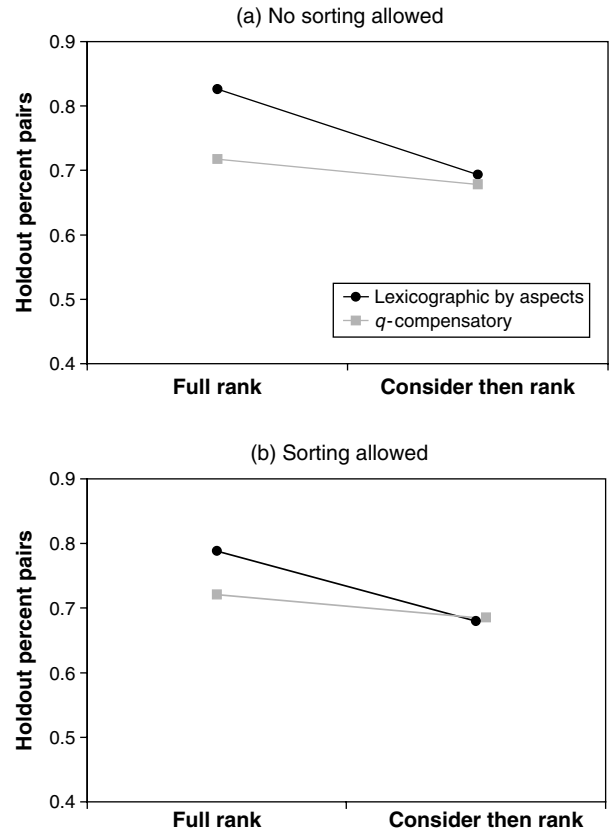 (a) No sorting allowed
0.9
0.8
0.7
0.6
0.5
0.4
Holdout percent pairs
Lexicographic by aspects
q-compensatory
Full rank Consider then rank
(b) Sorting allowed
0.9
0.8
0.7
0.6
0.5
0.4
Holdout percent pairs
Full rank Consider then rank